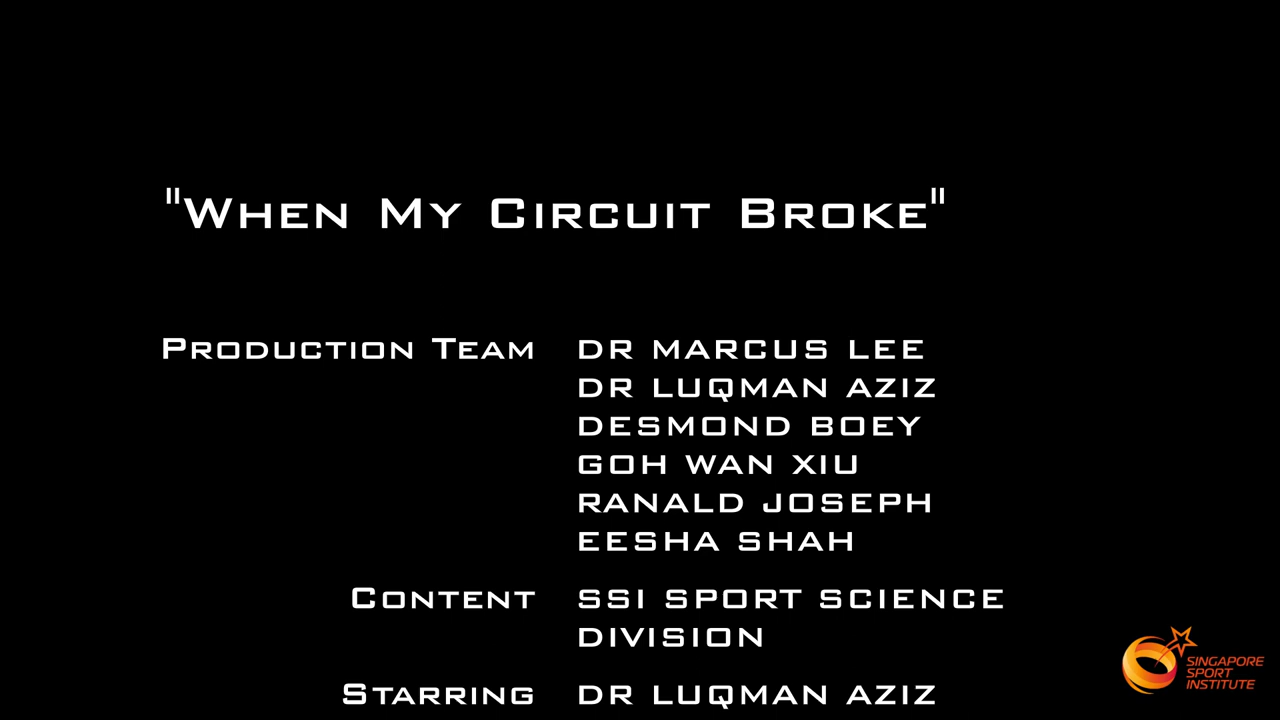 "When My Circuit Broke"
Production Team DR MARCUS LEE
DR LUQMAN AZIZ
DESMOND BOEY
GOH WAN XIU
RANALD JOSEPH
EESHA SHAH
Content SSI SPORT SCIENCE
DIVISION
Starring DR LUQMAN AZIZ
SINGAPORE
SPORT
INSTITUTE